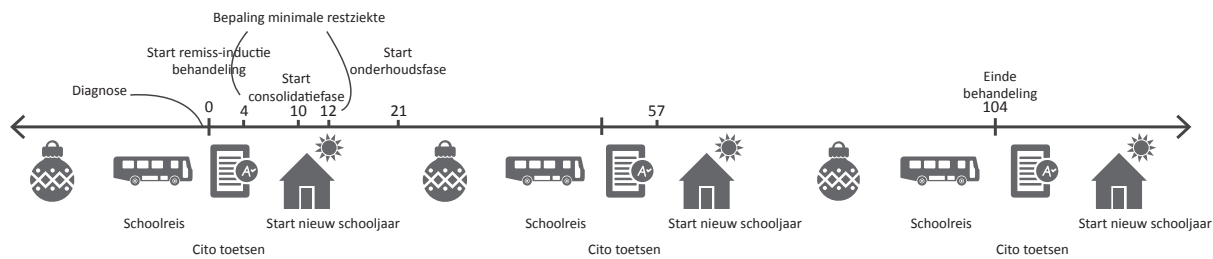 Bepaling minimale restziekte
Start remiss-inductie
behandeling
Start
onderhoudsfase
Start
consolidatiefase
Diagnose
Einde
behandeling
0 4 10 12 21 57 104
A
A
A
Schoolreis Start nieuw schooljaar Schoolreis Start nieuw schooljaar Schoolreis Start nieuw schooljaar
Cito toetsen Cito toetsen Cito toetsen